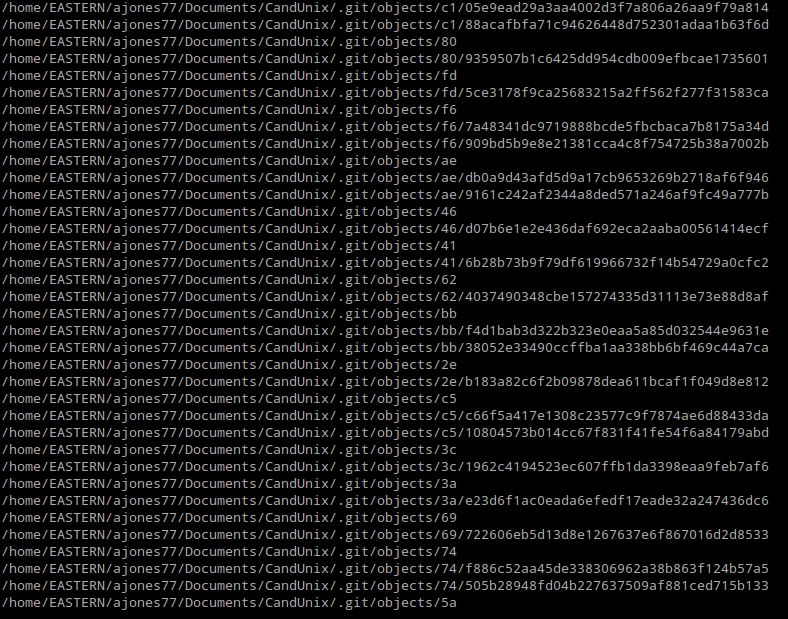 /home/EASTERN/ajones77/Documents/CandUnix/.git/objects/c1/05e9ead29a3aa4002d3f7a806a26aa9f79a814
/home/EASTERN/ajones77/Documents/CandUnix/.git/objects/c1/88acafbfa71c94626448d752301adaa1b63f6d
/home/EASTERN/ajones77/Documents/CandUnix/.git/objects/80
/home/EASTERN/ajones77/Documents/CandUnix/.git/objects/80/9359507b1c6425dd954cdb009efbcae1735601
/home/EASTERN/ajones77/Documents/CandUnix/.git/objects/fd
/home/EASTERN/ajones77/Documents/CandUnix/.git/objects/fd/5ce3178f9ca25683215a2ff562f277f31583ca
/home/EASTERN/ajones77/Documents/CandUnix/.git/objects/f6
/home/EASTERN/ajones77/Documents/CandUnix/.git/objects/f6/7a48341dc9719888bcde5fbcbaca7b8175a34d
/home/EASTERN/ajones77/Documents/CandUnix/.git/objects/f6/909bd5b9e8e21381cca4c8f754725b38a7002b
/home/EASTERN/ajones77/Documents/CandUnix/.git/objects/ae
/home/EASTERN/ajones77/Documents/CandUnix/.git/objects/ae/db0a9d43afd5d9a17cb9653269b2718af6f946
/home/EASTERN/ajones77/Documents/CandUnix/.git/objects/ae/9161c242af2344a8ded571a246af9fc49a777b
/home/EASTERN/ajones77/Documents/CandUnix/.git/objects/46
/home/EASTERN/ajones77/Documents/CandUnix/.git/objects/46/d07b6e1e2e436daf692eca2aaba00561414ecf
/home/EASTERN/ajones77/Documents/CandUnix/.git/objects/41
/home/EASTERN/ajones77/Documents/CandUnix/.git/objects/41/6b28b73b9f79df619966732f14b54729a0cfc2
/home/EASTERN/ajones77/Documents/CandUnix/.git/objects/62
/home/EASTERN/ajones77/Documents/CandUnix/.git/objects/62/4037490348cbe157274335d31113e73e88d8af
/home/EASTERN/ajones77/Documents/CandUnix/.git/objects/bb
/home/EASTERN/ajones77/Documents/CandUnix/.git/objects/bb/f4d1bab3d322b323e0eaa5a85d032544e9631e
/home/EASTERN/ajones77/Documents/CandUnix/.git/objects/bb/38052e33490ccffba1aa338bb6bf469c44a7ca
/home/EASTERN/ajones77/Documents/CandUnix/.git/objects/2e
/home/EASTERN/ajones77/Documents/CandUnix/.git/objects/2e/b183a82c6f2b09878dea611bcaf1f049d8e812
/home/EASTERN/ajones77/Documents/CandUnix/.git/objects/c5
/home/EASTERN/ajones77/Documents/CandUnix/.git/objects/c5/c66f5a417e1308c23577c9f7874ae6d88433da
/home/EASTERN/ajones77/Documents/CandUnix/.git/objects/c5/10804573b014cc67f831f41fe54f6a84179abd
/home/EASTERN/ajones77/Documents/CandUnix/.git/objects/3c
/home/EASTERN/ajones77/Documents/CandUnix/.git/objects/3c/1962c4194523ec607ffb1da3398eaa9feb7af6
/home/EASTERN/ajones77/Documents/CandUnix/.git/objects/3a
/home/EASTERN/ajones77/Documents/CandUnix/.git/objects/3a/e23d6f1ac0eada6efedf17eade32a247436dc6
/home/EASTERN/ajones77/Documents/CandUnix/.git/objects/69
/home/EASTERN/ajones77/Documents/CandUnix/.git/objects/69/722606eb5d13d8e1267637e6f867016d2d8533
/home/EASTERN/ajones77/Documents/CandUnix/.git/objects/74
/home/EASTERN/ajones77/Documents/CandUnix/.git/objects/74/f886c52aa45de338306962a38b863f124b57a5
/home/EASTERN/ajones77/Documents/CandUnix/.git/objects/74/505b28948fd04b227637509af881ced715b133
/home/EASTERN/ajones77/Documents/CandUnix/.git/objects/5a